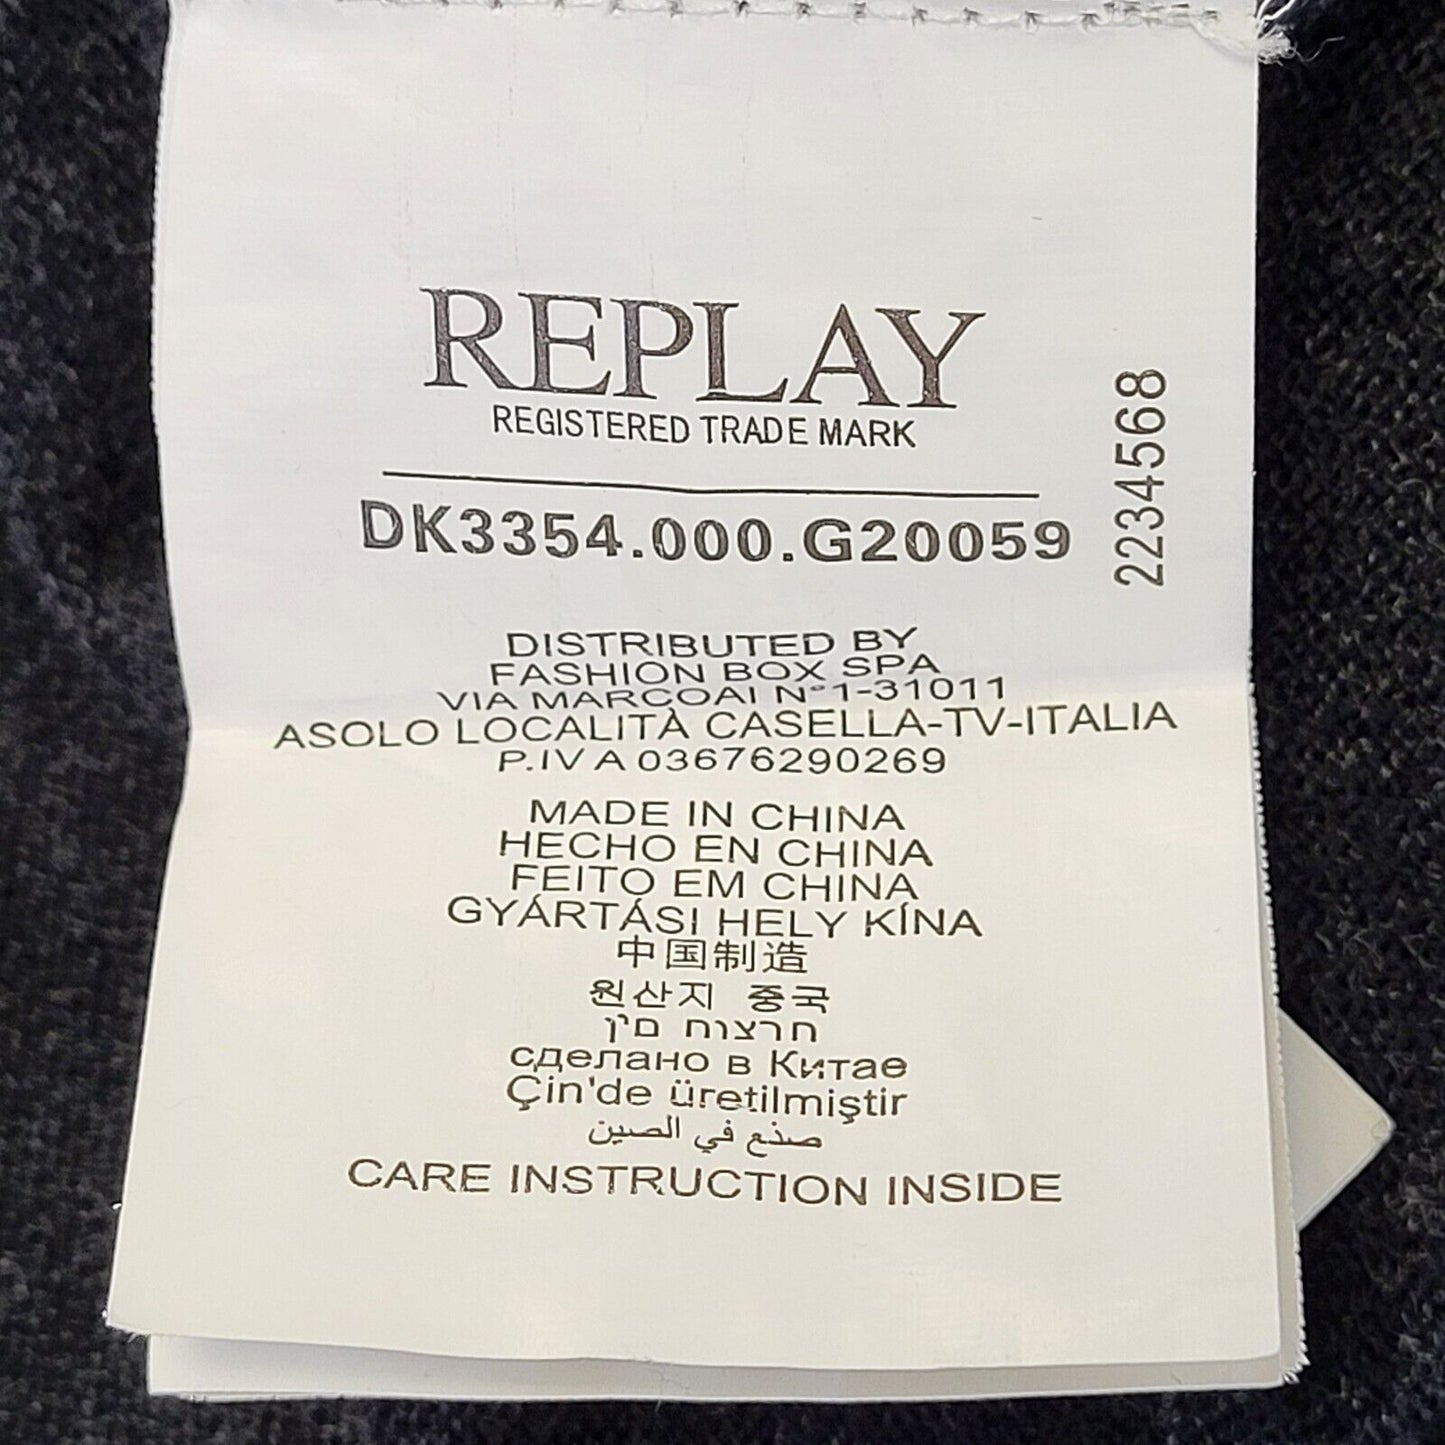 REPLAY
REGISTERED TRADE MARK
DK3354.000.G20059
2234568
DISTRIBUTED BY
FASHION BOX SPA
VIA MARCOAI N°1-31011
ASOLO LOCALITÀ CASELLA-TV-ITALIA
P.IVA 03676290269
MADE IN CHINA
HECHO EN CHINA
FEITO EM CHINA
GYÁRTÁSI HELY KÍNA
中国制造
원산지 중국
חרצות סין
сделано в Китае
Çin'de üretilmiştir
صنع في الصين
CARE INSTRUCTION INSIDE